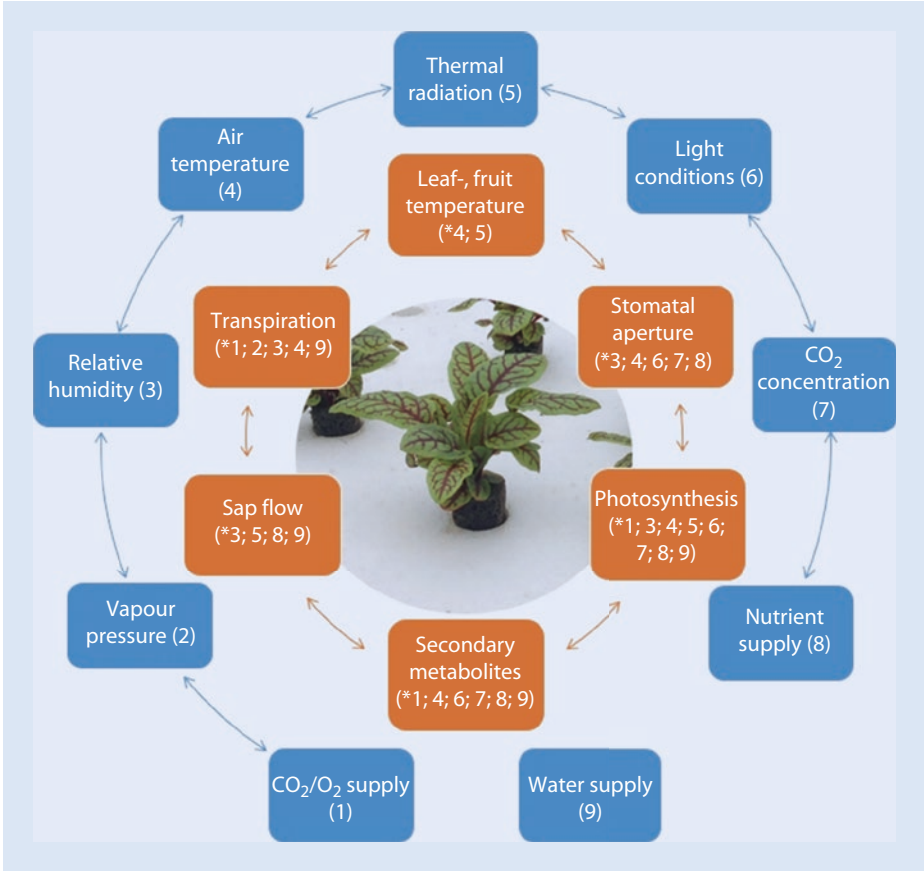 Thermal
radiation (5)
Air
temperature
(4)
Light
conditions (6)
Leaf-, fruit
temperature
(*4; 5)
Transpiration
(*1; 2; 3; 4; 9)
Stomatal
aperture
(*3; 4; 6; 7; 8)
Relative
humidity (3)
CO₂
concentration
(7)
Sap flow
(*3; 5; 8; 9)
Photosynthesis
(*1; 3; 4; 5; 6;
7; 8; 9)
Vapour
pressure (2)
Nutrient
supply (8)
Secondary
metabolites
(*1; 4; 6; 7; 8; 9)
CO₂/O₂ supply
(1)
Water supply
(9)